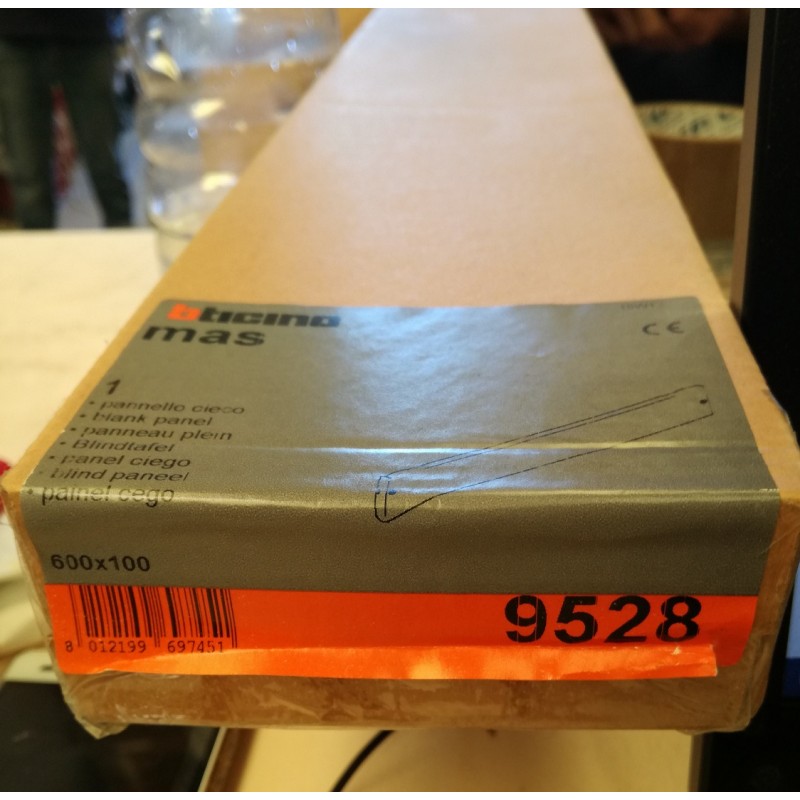 bticino
mas
CE
1
• pannello cieco
• blank panel
• panneau plein
• Blindtafel
• panel ciego
• blind paneel
• painel cego
600x100
9528
8 012199 697451